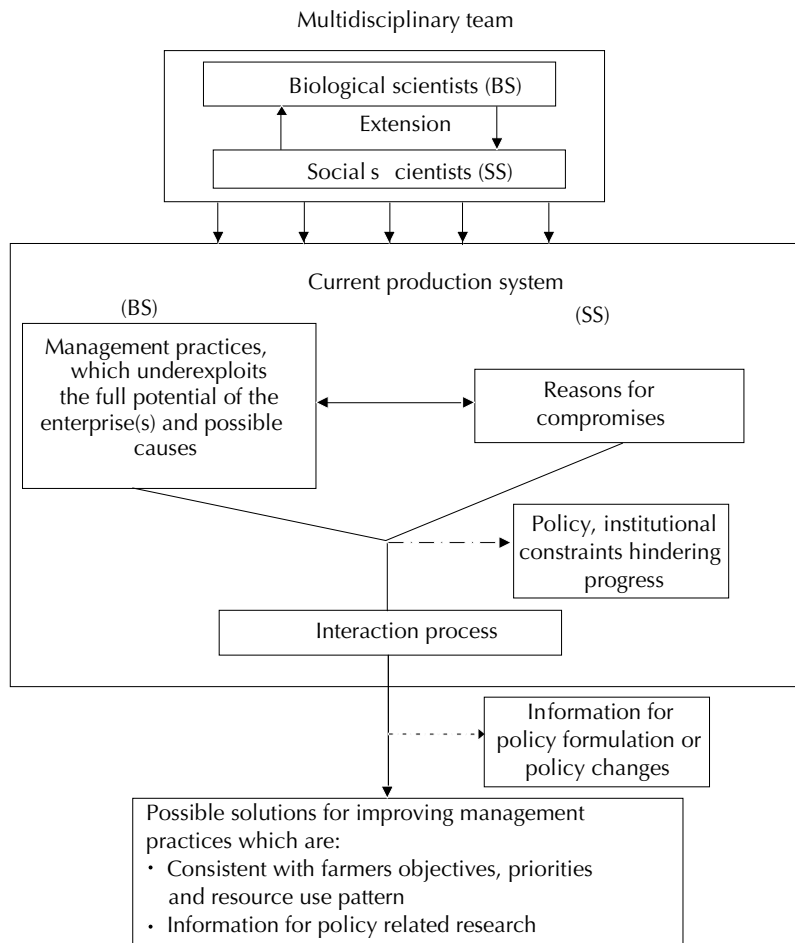 Multidisciplinary team
Biological scientists (BS)
Extension
Social s cientists (SS)
Current production system
(BS)
(SS)
Management practices,
which underexploits
the full potential of the
enterprise(s) and possible
causes
Reasons for
compromises
Policy, institutional
constraints hindering
progress
Interaction process
Information for
policy formulation or
policy changes
Possible solutions for improving management
practices which are:
• Consistent with farmers objectives, priorities
and resource use pattern
• Information for policy related research